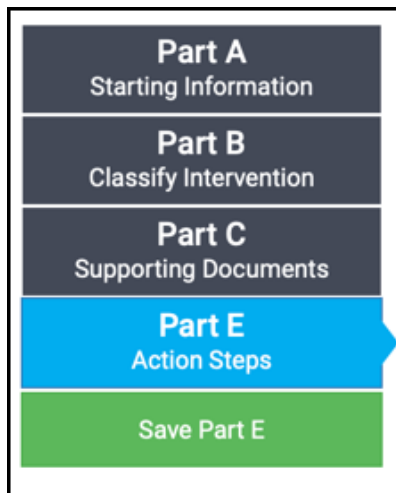 Part A
Starting Information
Part B
Classify Intervention
Part C
Supporting Documents
Part E
Action Steps
Save Part E